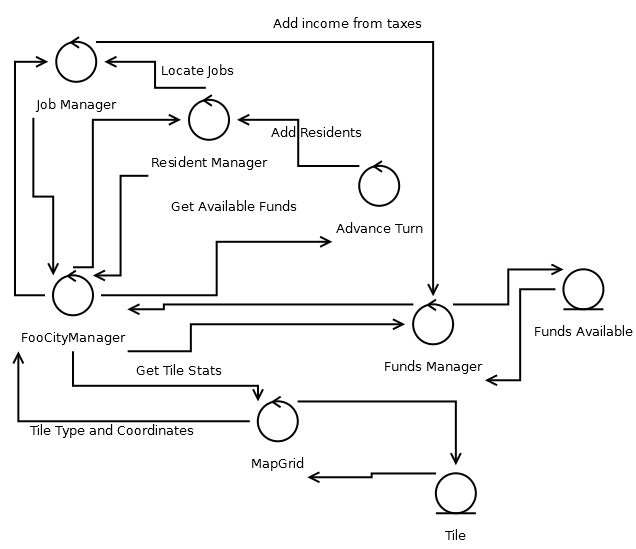 Add income from taxes
Locate Jobs
Job Manager
Add Residents
Resident Manager
Get Available Funds
Advance Turn
Funds Available
FooCityManager
Funds Manager
Get Tile Stats
Tile Type and Coordinates
MapGrid
Tile